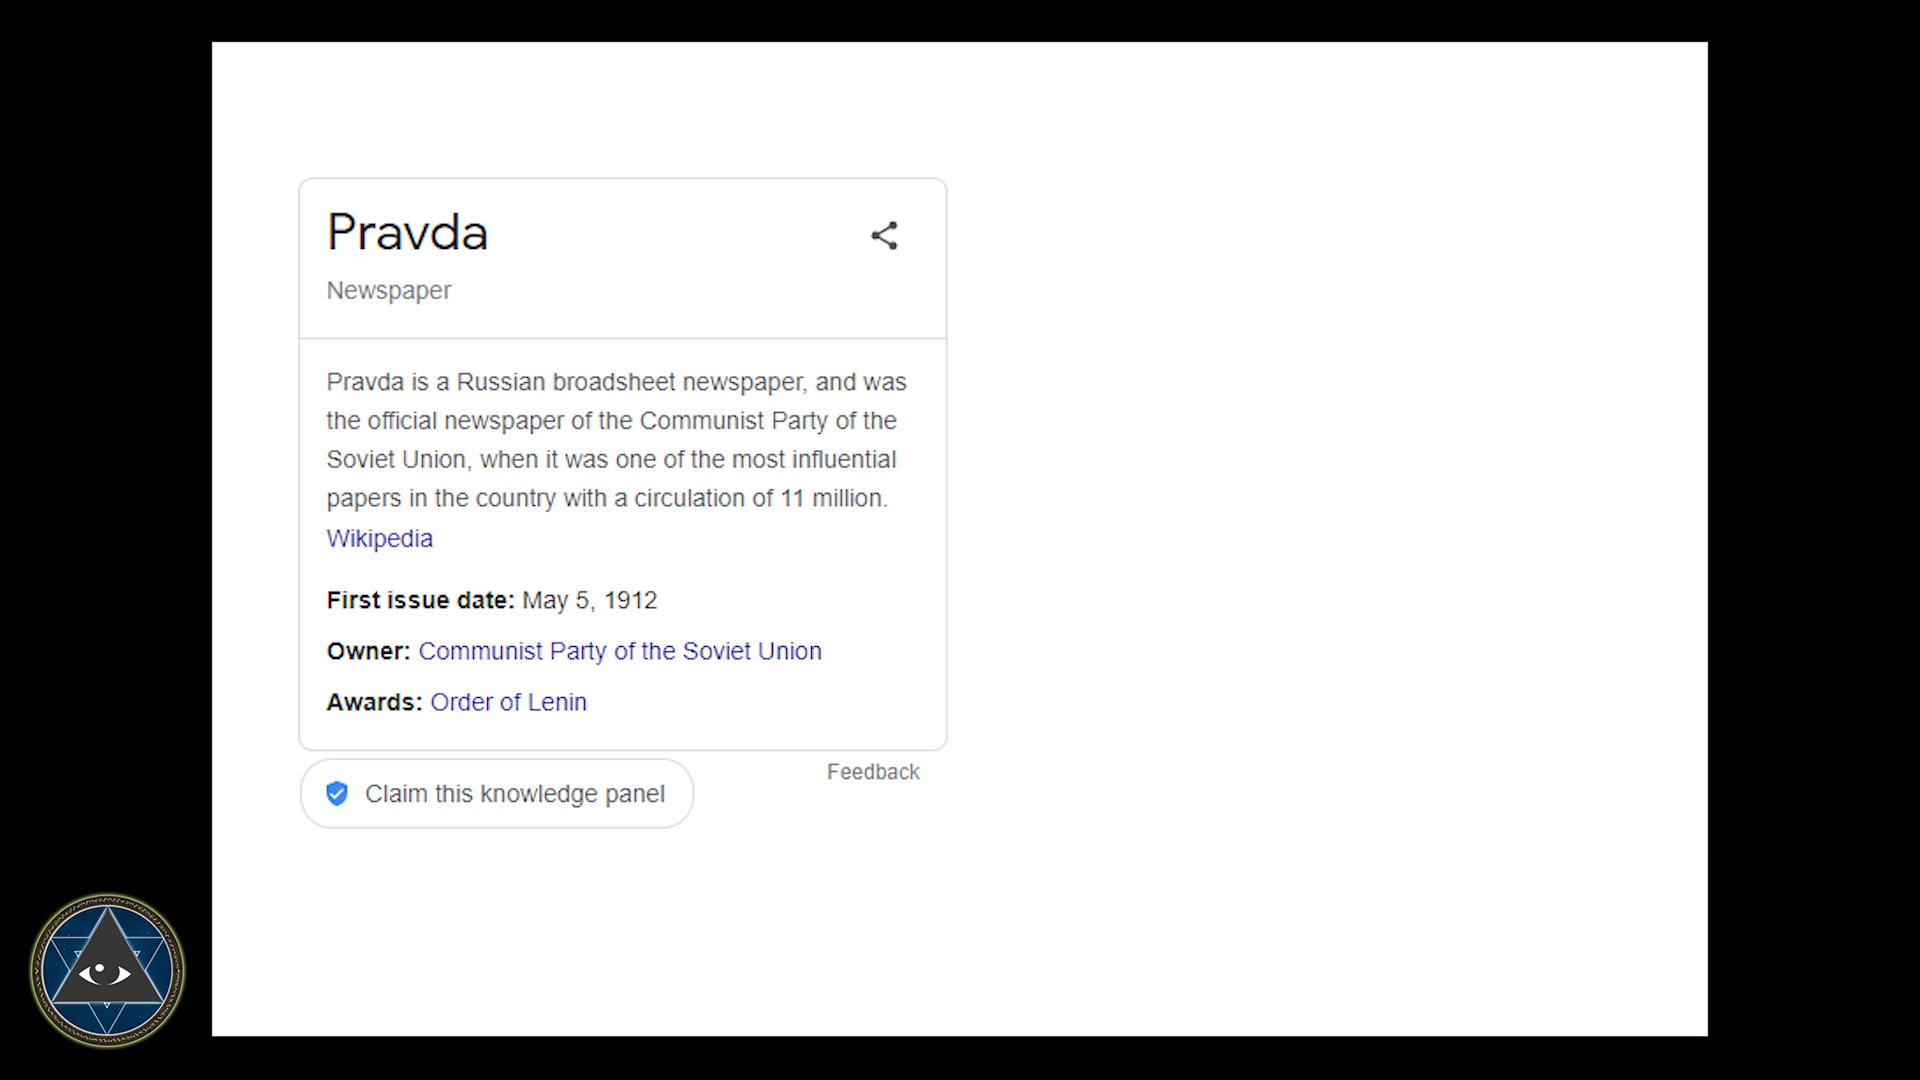 Pravda
Newspaper
Pravda is a Russian broadsheet newspaper, and was
the official newspaper of the Communist Party of the
Soviet Union, when it was one of the most influential
papers in the country with a circulation of 11 million.
Wikipedia
First issue date: May 5, 1912
Owner: Communist Party of the Soviet Union
Awards: Order of Lenin
Feedback
Claim this knowledge panel